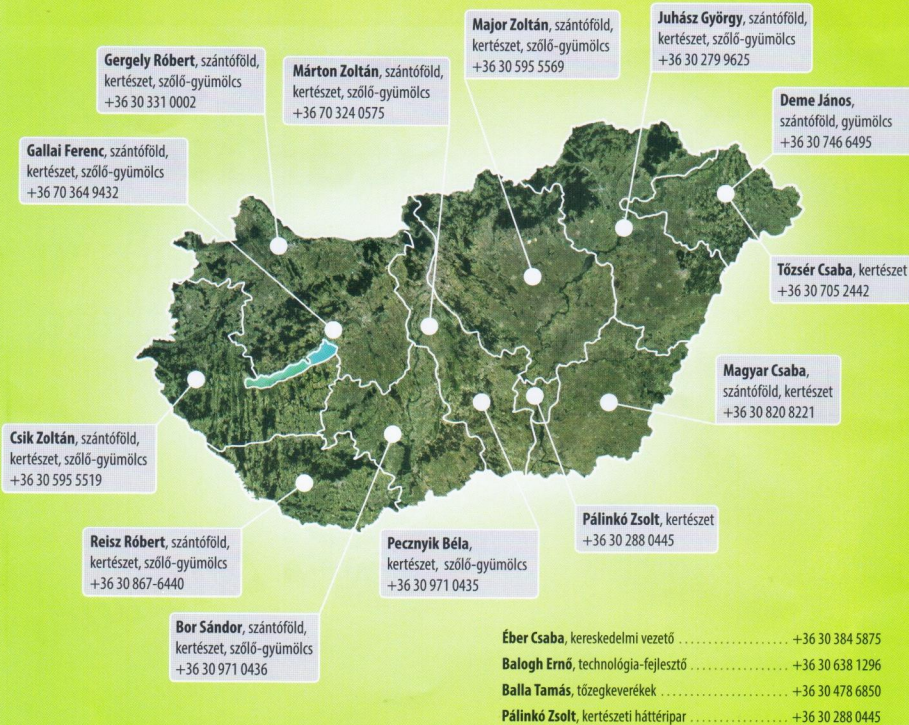 Major Zoltán, szántóföld,
kertészet, szőlő-gyümölcs
+36 30 595 5569
Juhász György, szántóföld,
kertészet, szőlő-gyümölcs
+36 30 279 9625
Gergely Róbert, szántóföld,
kertészet, szőlő-gyümölcs
+36 30 331 0002
Márton Zoltán, szántóföld,
kertészet, szőlő-gyümölcs
+36 70 324 0575
Deme János,
szántóföld, gyümölcs
+36 30 746 6495
Gallai Ferenc, szántóföld,
kertészet, szőlő-gyümölcs
+36 70 364 9432
Tőzsér Csaba, kertészet
+36 30 705 2442
Magyar Csaba,
szántóföld, kertészet
+36 30 820 8221
Csik Zoltán, szántóföld,
kertészet, szőlő-gyümölcs
+36 30 595 5519
Pálinkó Zsolt, kertészet
+36 30 288 0445
Reisz Róbert, szántóföld,
kertészet, szőlő-gyümölcs
+36 30 867-6440
Pecznyik Béla,
kertészet, szőlő-gyümölcs
+36 30 971 0435
Bor Sándor, szántóföld,
kertészet, szőlő-gyümölcs
+36 30 971 0436
Éber Csaba, kereskedelmi vezető . . . . . . . . . . . . . . . . . . +36 30 384 5875
Balogh Ernő, technológia-fejlesztő . . . . . . . . . . . . . . . . +36 30 638 1296
Balla Tamás, tőzegkeverékek . . . . . . . . . . . . . . . . . . . . . +36 30 478 6850
Pálinkó Zsolt, kertészeti háttéripar . . . . . . . . . . . . . . . . +36 30 288 0445